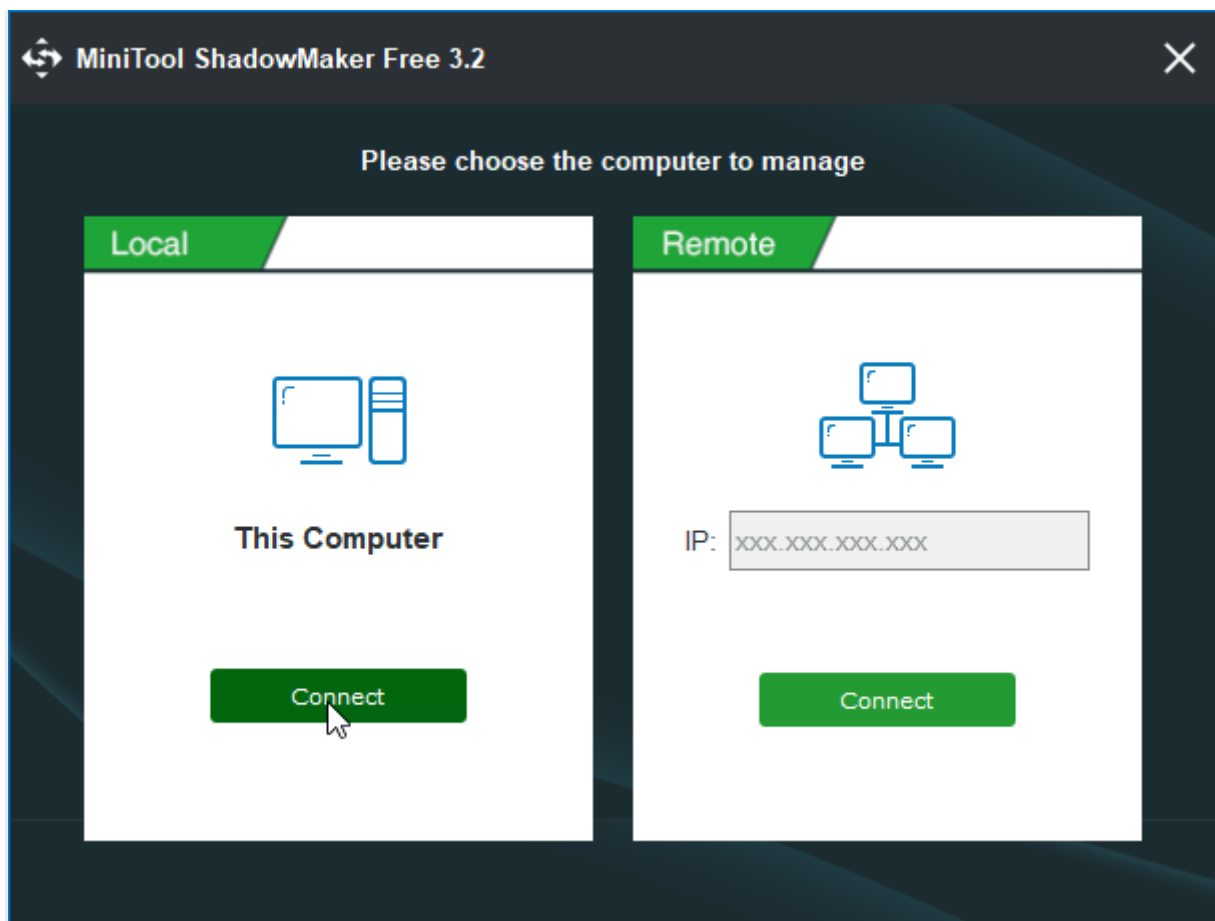 MiniTool ShadowMaker Free 3.2
Please choose the computer to manage
Local
This Computer
Connect
Remote
IP: xxx.xxx.xxx.xxx
Connect